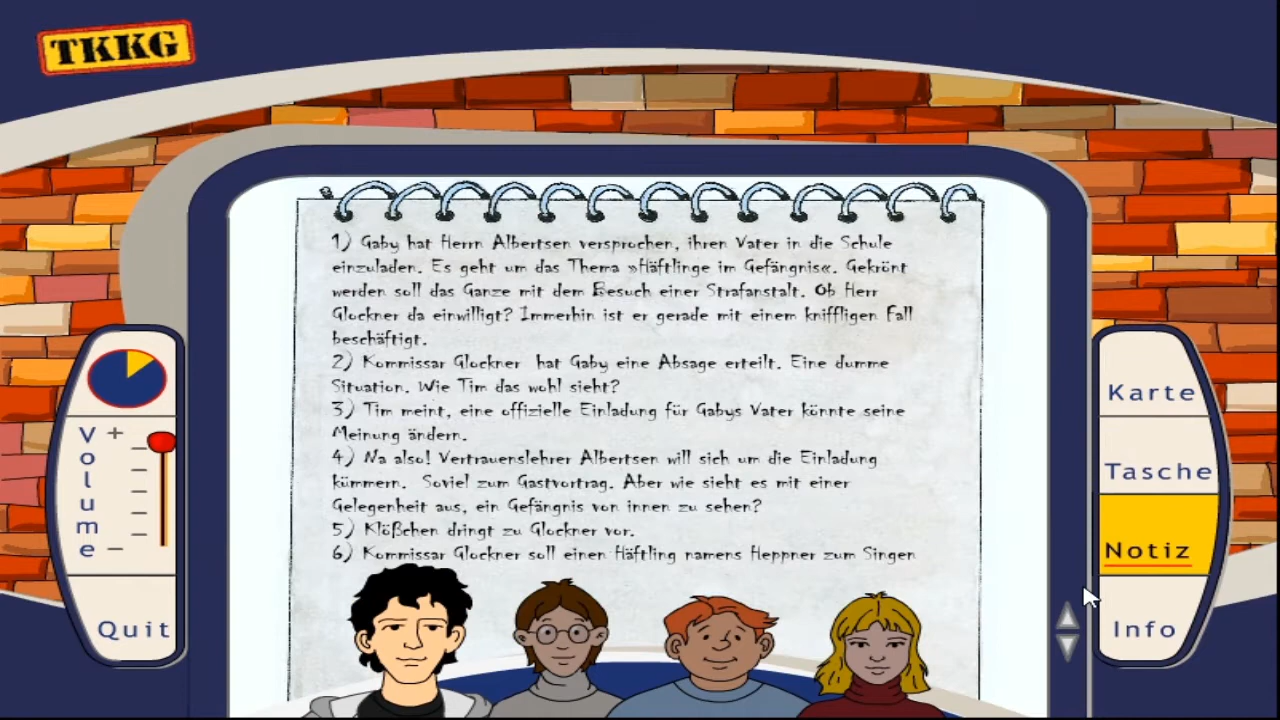 TKKG
1) Gaby hat Herrn Albertsen versprochen, ihren Vater in die Schule
einzuladen. Es geht um das Thema »Häftlinge im Gefängnis«. Gekrönt
werden soll das Ganze mit dem Besuch einer Strafanstalt. Ob Herr
Glockner da einwilligt? Immerhin ist er gerade mit einem kniffligen Fall
beschäftigt.
2) Kommissar Glockner hat Gaby eine Absage erteilt. Eine dumme
Situation. Wie Tim das wohl sieht?
3) Tim meint, eine offizielle Einladung für Gabys Vater könnte seine
Meinung ändern.
4) Na also! Vertrauenslehrer Albertsen will sich um die Einladung
kümmern. Soviel zum Gastvortrag. Aber wie sieht es mit einer
Gelegenheit aus, ein Gefängnis von innen zu sehen?
5) Klößchen dringt zu Glockner vor.
6) Kommissar Glockner soll einen Häftling namens Heppner zum Singen
Volume
+
−
Quit
Karte
Tasche
Notiz
Info